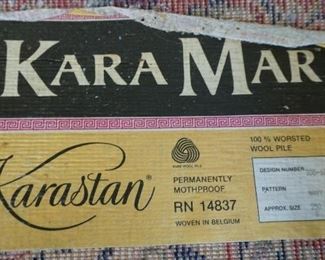 KARA MAR
Karastan®
PURE WOOL PILE
PERMANENTLY
MOTHPROOF
RN 14837
WOVEN IN BELGIUM
100 % WORSTED
WOOL PILE
DESIGN NUMBER
PATTERN
APPROX. SIZE